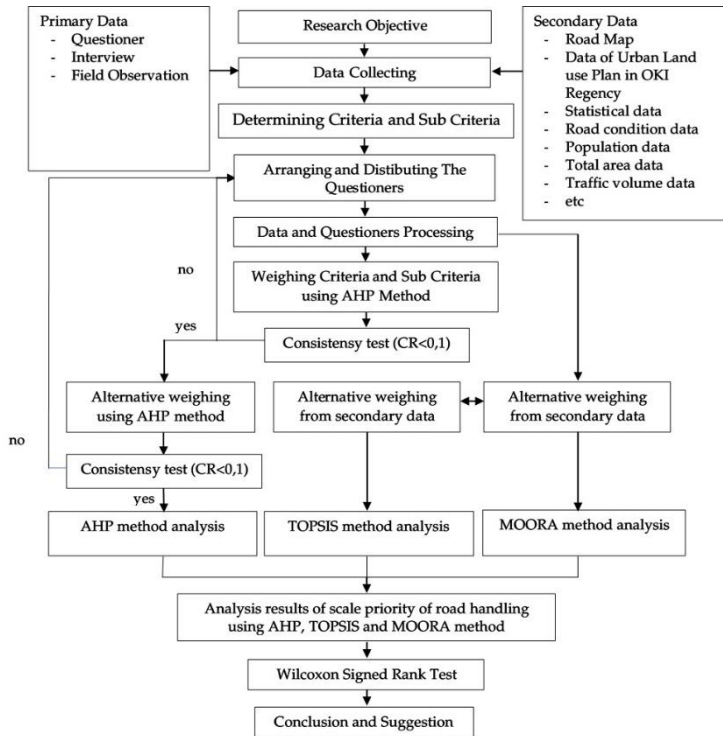 Primary Data
- Questioner
- Interview
- Field Observation
Research Objective
Data Collecting
Secondary Data
- Road Map
- Data of Urban Land
use Plan in OKI
Regency
- Statistical data
- Road condition data
- Population data
- Total area data
- Traffic volume data
- etc
Determining Criteria and Sub Criteria
Arranging and Distibuting The
Questioners
Data and Questioners Processing
no
Weighing Criteria and Sub Criteria
using AHP Method
yes
Consistensy test (CR<0,1)
Alternative weighing
using AHP method
Alternative weighing
from secondary data
Alternative weighing
from secondary data
no
Consistensy test (CR<0,1)
yes
AHP method analysis
TOPSIS method analysis
MOORA method analysis
Analysis results of scale priority of road handling
using AHP, TOPSIS and MOORA method
Wilcoxon Signed Rank Test
Conclusion and Suggestion